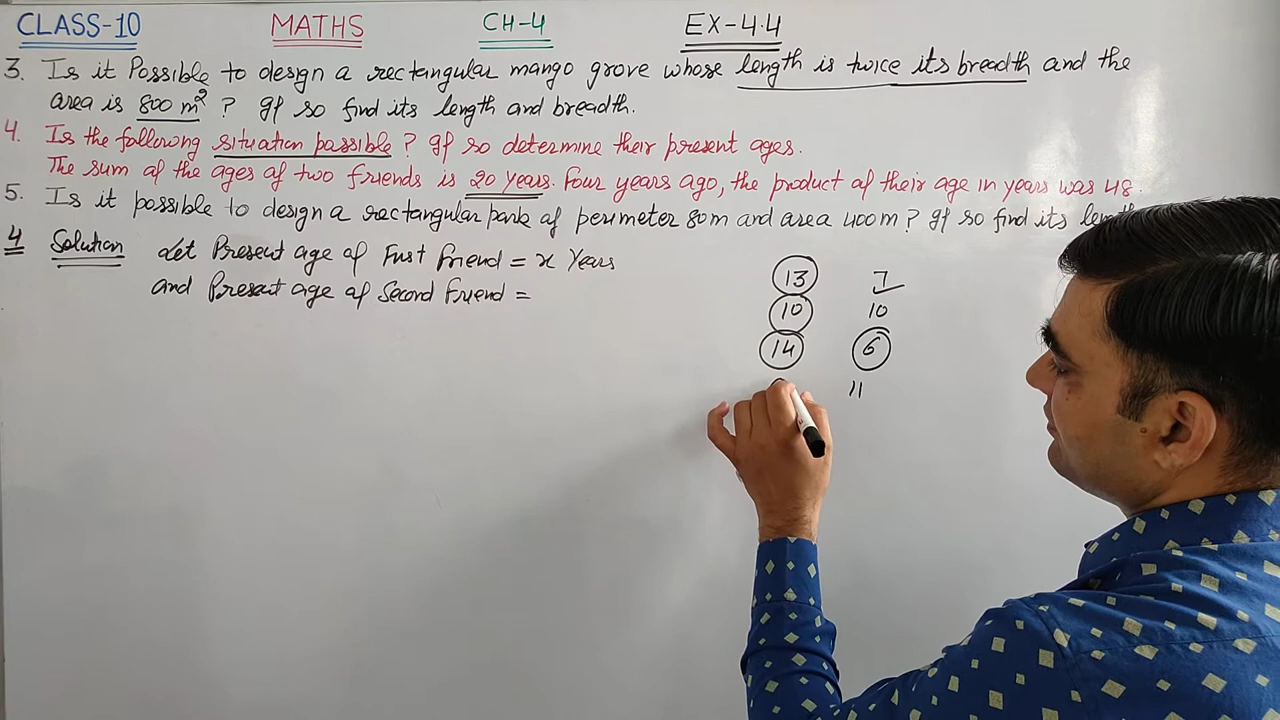 CLASS-10 MATHS CH-4 EX-4.4
3. Is it Possible to design a rectangular mango grove whose length is twice its breadth and the
area is 800 m² ? If so find its length and breadth.
4. Is the following situation possible ? If so determine their present ages.
The sum of the ages of two friends is 20 years. Four years ago, the product of their age in years was 48.
5. Is it possible to design a rectangular park of perimeter 80m and area 400m ? If so find its
4 Solution Let Present age of First friend = x Years
and Present age of Second Friend =
13 7
10 10
14 6
11